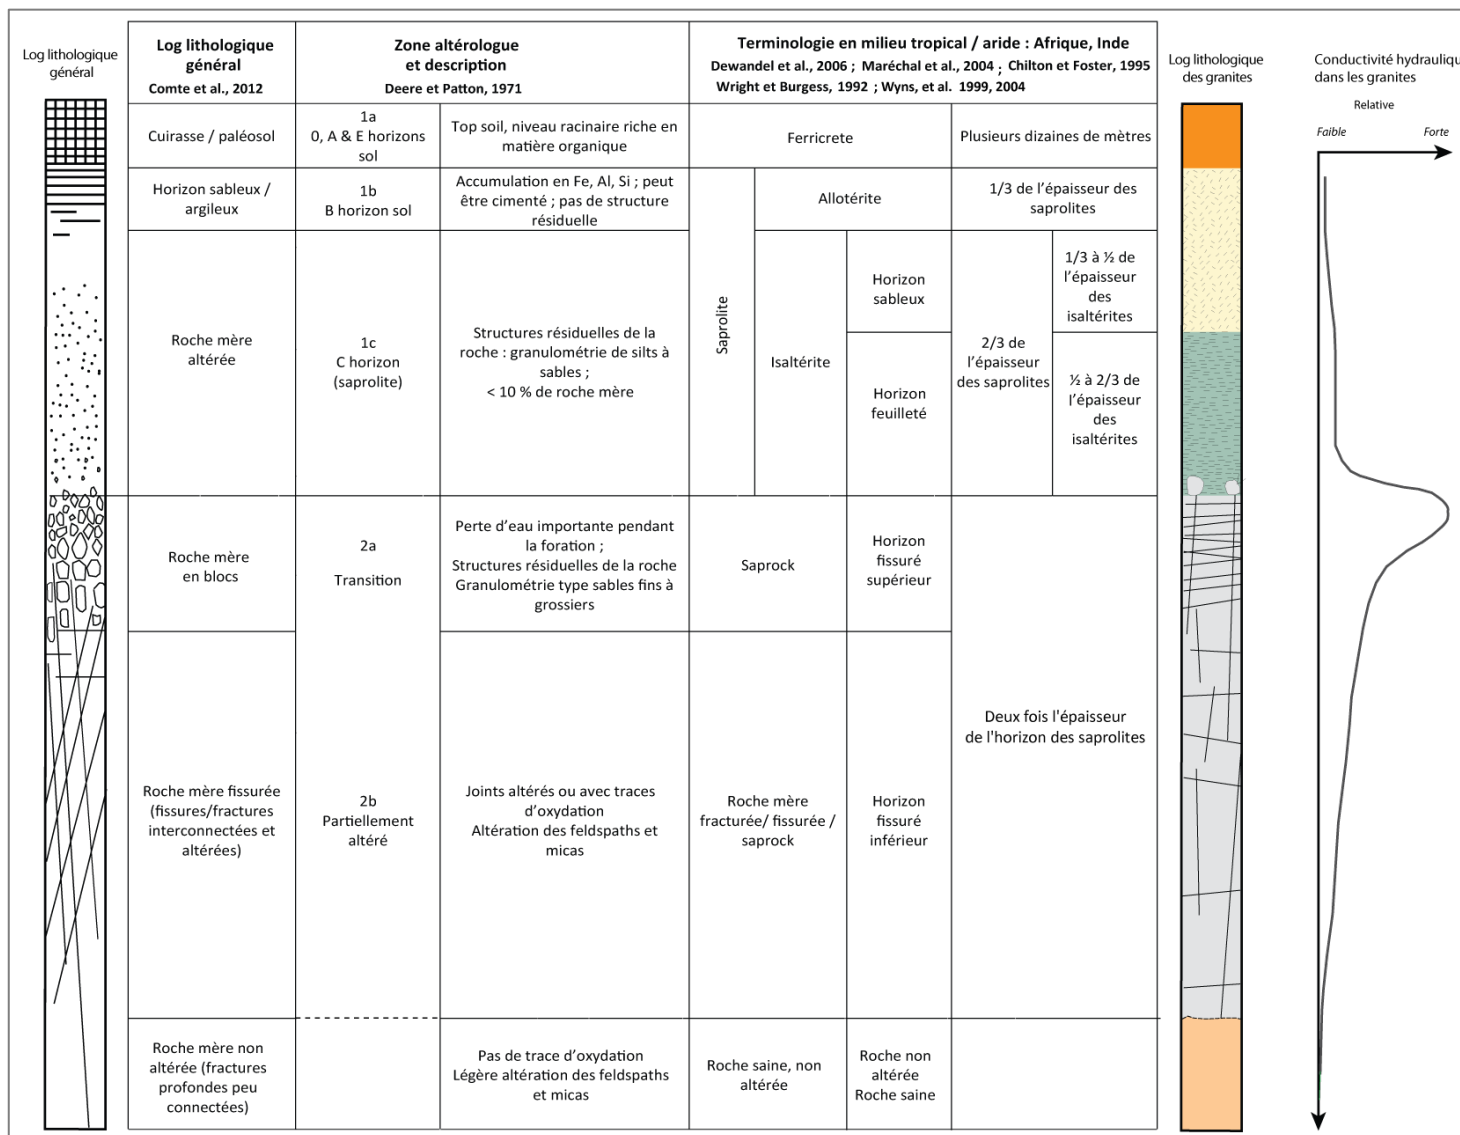 Log lithologique
général
Log lithologique
général
Comte et al., 2012
Zone altérologue
et description
Deere et Patton, 1971
Terminologie en milieu tropical / aride : Afrique, Inde
Dewandel et al., 2006 ; Maréchal et al., 2004 ; Chilton et Foster, 1995
Wright et Burgess, 1992 ; Wyns, et al. 1999, 2004
Log lithologique
des granites
Conductivité hydrauliqu
dans les granites
Relative
Faible
Forte
Cuirasse / paléosol
1a
0, A & E horizons
sol
Top soil, niveau racinaire riche en
matière organique
Ferricrete
Plusieurs dizaines de mètres
Horizon sableux /
argileux
1b
B horizon sol
Accumulation en Fe, Al, Si ; peut
être cimenté ; pas de structure
résiduelle
Saprolite
Allotérite
1/3 de l'épaisseur des
saprolites
Roche mère
altérée
1c
C horizon
(saprolite)
Structures résiduelles de la
roche : granulométrie de silts à
sables ;
< 10 % de roche mère
Isaltérite
Horizon
sableux
Horizon
feuilleté
2/3 de
l'épaisseur
des saprolites
1/3 à ½ de
l'épaisseur
des
isaltérites
½ à 2/3 de
l'épaisseur
des
isaltérites
Roche mère
en blocs
2a
Transition
Perte d'eau importante pendant
la foration ;
Structures résiduelles de la roche
Granulométrie type sables fins à
grossiers
Saprock
Horizon
fissuré
supérieur
Deux fois l'épaisseur
de l'horizon des saprolites
Roche mère fissurée
(fissures/fractures
interconnectées et
altérées)
2b
Partiellement
altéré
Joints altérés ou avec traces
d'oxydation
Altération des feldspaths et
micas
Roche mère
fracturée/ fissurée /
saprock
Horizon
fissuré
inférieur
Roche mère non
altérée (fractures
profondes peu
connectées)
Pas de trace d'oxydation
Légère altération des feldspaths
et micas
Roche saine, non
altérée
Roche non
altérée
Roche saine